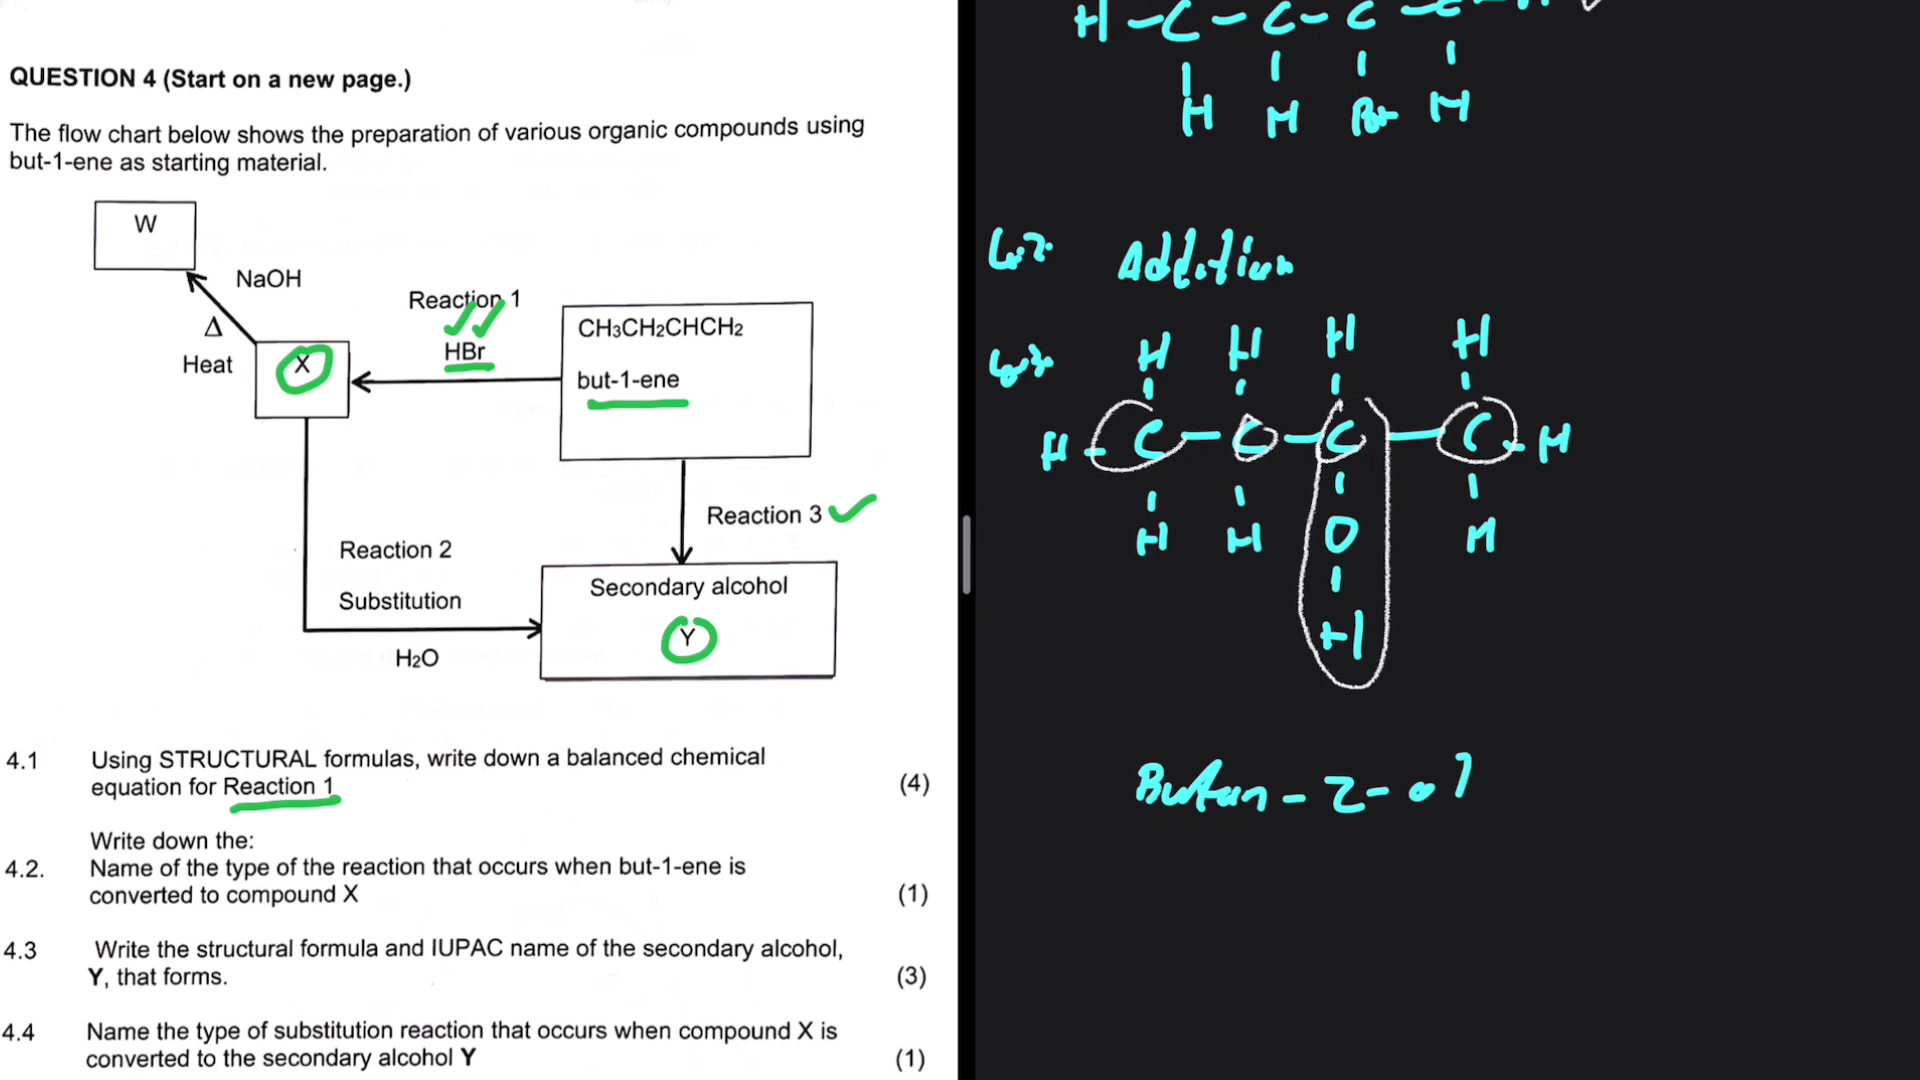 QUESTION 4 (Start on a new page.)
The flow chart below shows the preparation of various organic compounds using
but-1-ene as starting material.
W
NaOH
Δ
Heat
X
Reaction 1
HBr
CH₃CH₂CHCH₂
but-1-ene
Reaction 3
Reaction 2
Substitution
H₂O
Secondary alcohol
Y
4.1 Using STRUCTURAL formulas, write down a balanced chemical
equation for Reaction 1 (4)
Write down the:
4.2. Name of the type of the reaction that occurs when but-1-ene is
converted to compound X (1)
4.3 Write the structural formula and IUPAC name of the secondary alcohol,
Y, that forms. (3)
4.4 Name the type of substitution reaction that occurs when compound X is
converted to the secondary alcohol Y (1)
H - C - C - C - C - H
H H Br H
4.2. Addition
4.3
H H H H
H - C - C - C - C - H
H H O H
H
Butan-2-ol